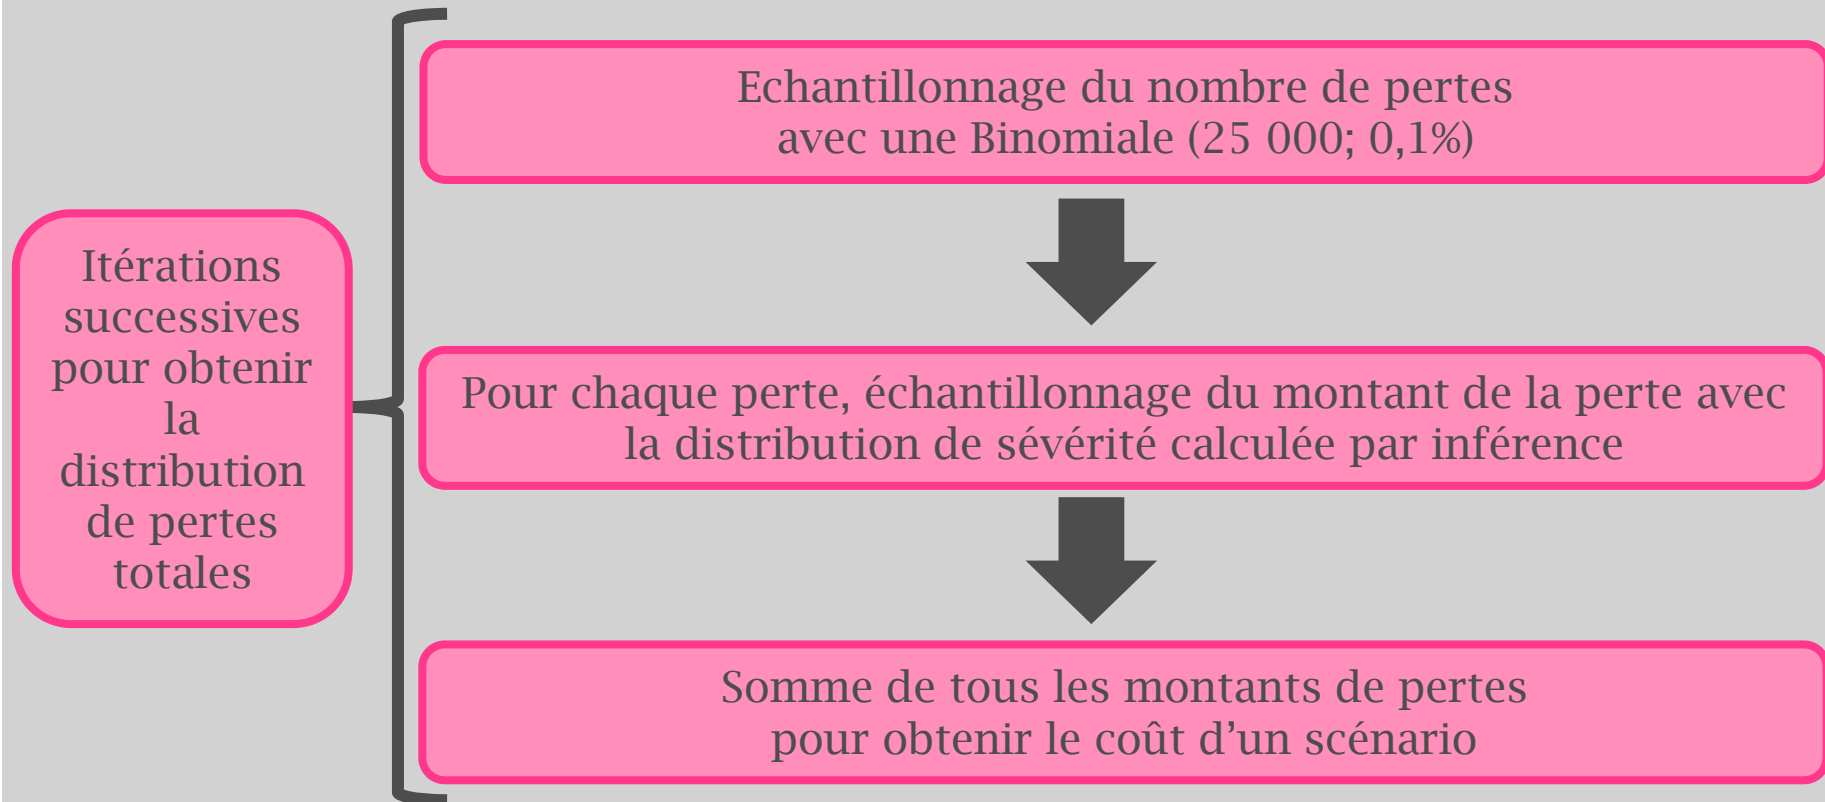 Itérations
successives
pour obtenir
la
distribution
de pertes
totales
Echantillonnage du nombre de pertes
avec une Binomiale (25 000; 0,1%)
Pour chaque perte, échantillonnage du montant de la perte avec
la distribution de sévérité calculée par inférence
Somme de tous les montants de pertes
pour obtenir le coût d’un scénario